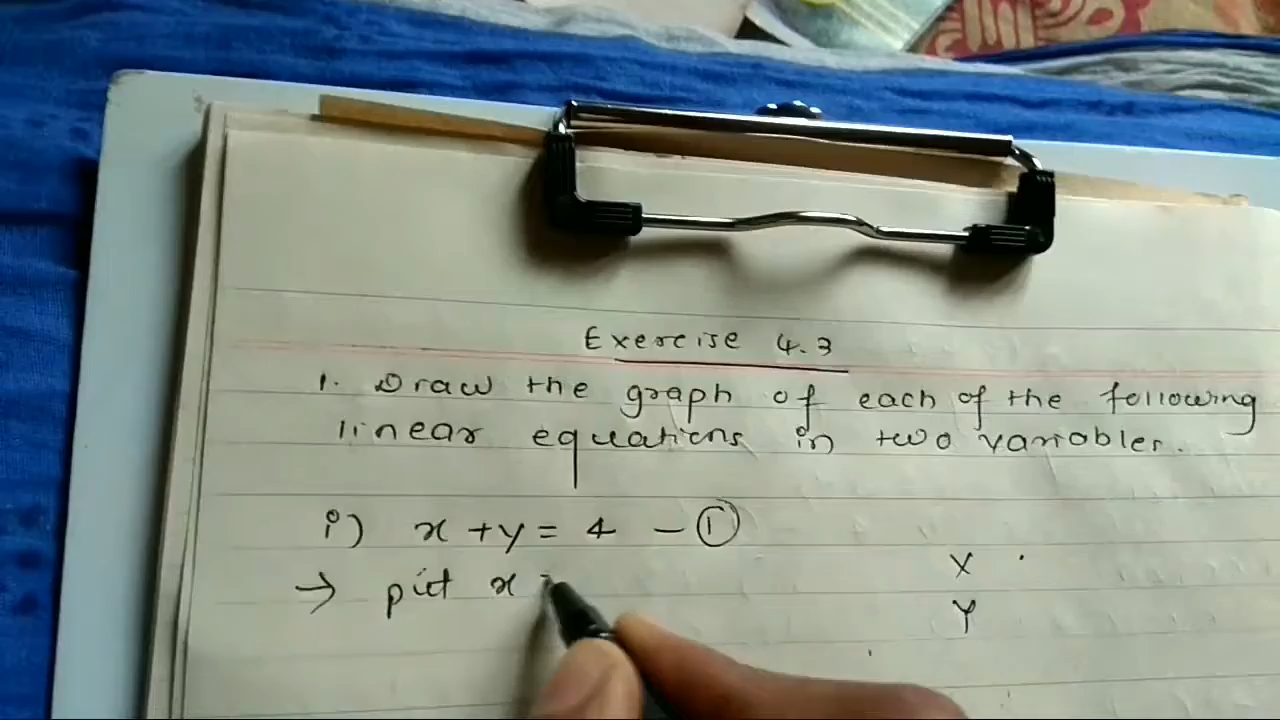 Exercise 4.3
1. Draw the graph of each of the following
linear equations in two variables.
i) x + y = 4 - ①
X
→ put x =
Y